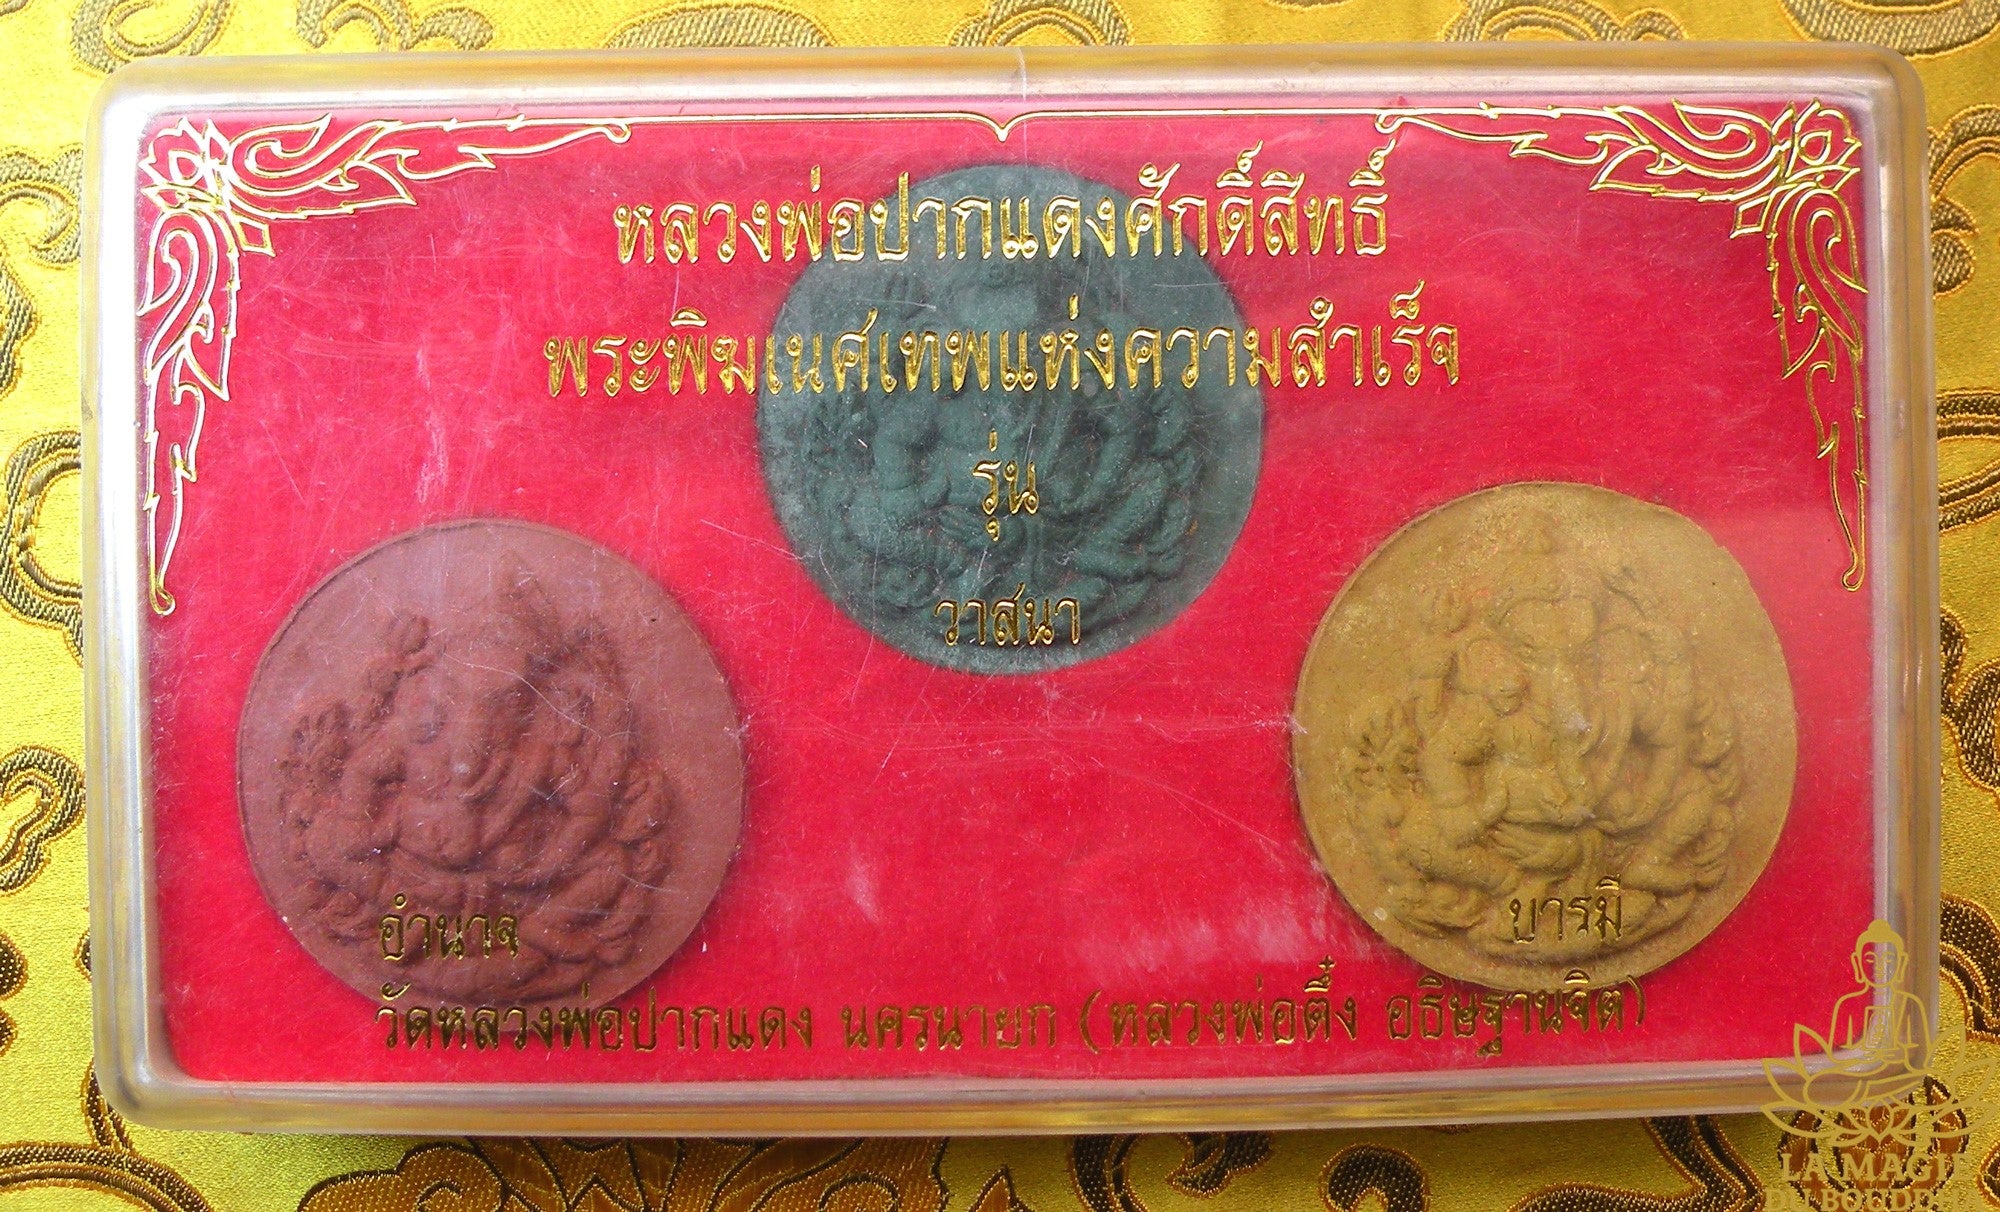 หลวงพ่อปากแดงศักดิ์สิทธิ์
พระพิฆเนศเทพแห่งความสำเร็จ
รุ่น
วาสนา
อำนาจ
บารมี
วัดหลวงพ่อปากแดง นครนายก (หลวงพ่อตึ๋ง อธิษฐานจิต)
LA MAGIE
DU BOUDDHA